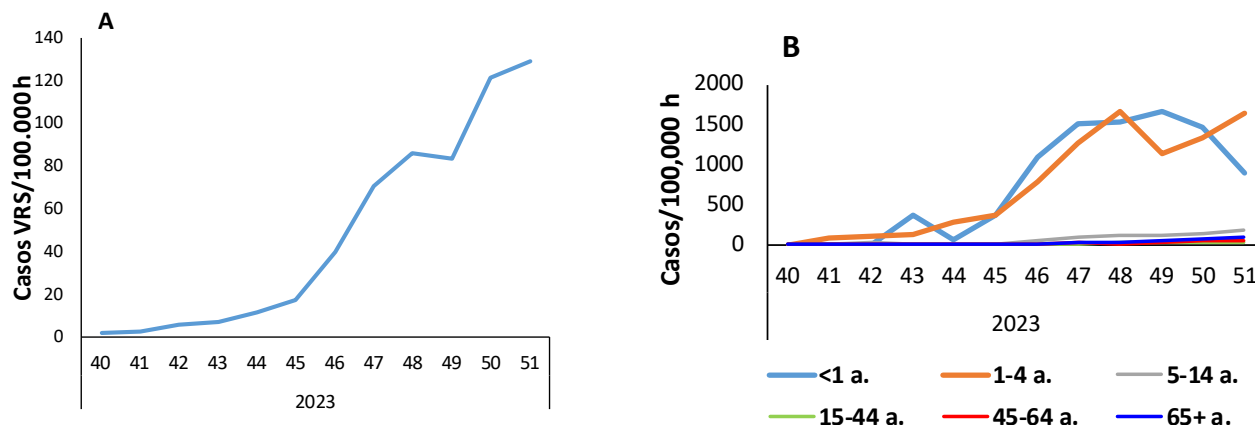 A
Casos VRS/100.000 h
140
120
100
80
60
40
20
0
40 41 42 43 44 45 46 47 48 49 50 51
2023
B
Casos/100,000 h
2000
1500
1000
500
0
40 41 42 43 44 45 46 47 48 49 50 51
2023
<1 a. 1-4 a. 5-14 a.
15-44 a. 45-64 a. 65+ a.